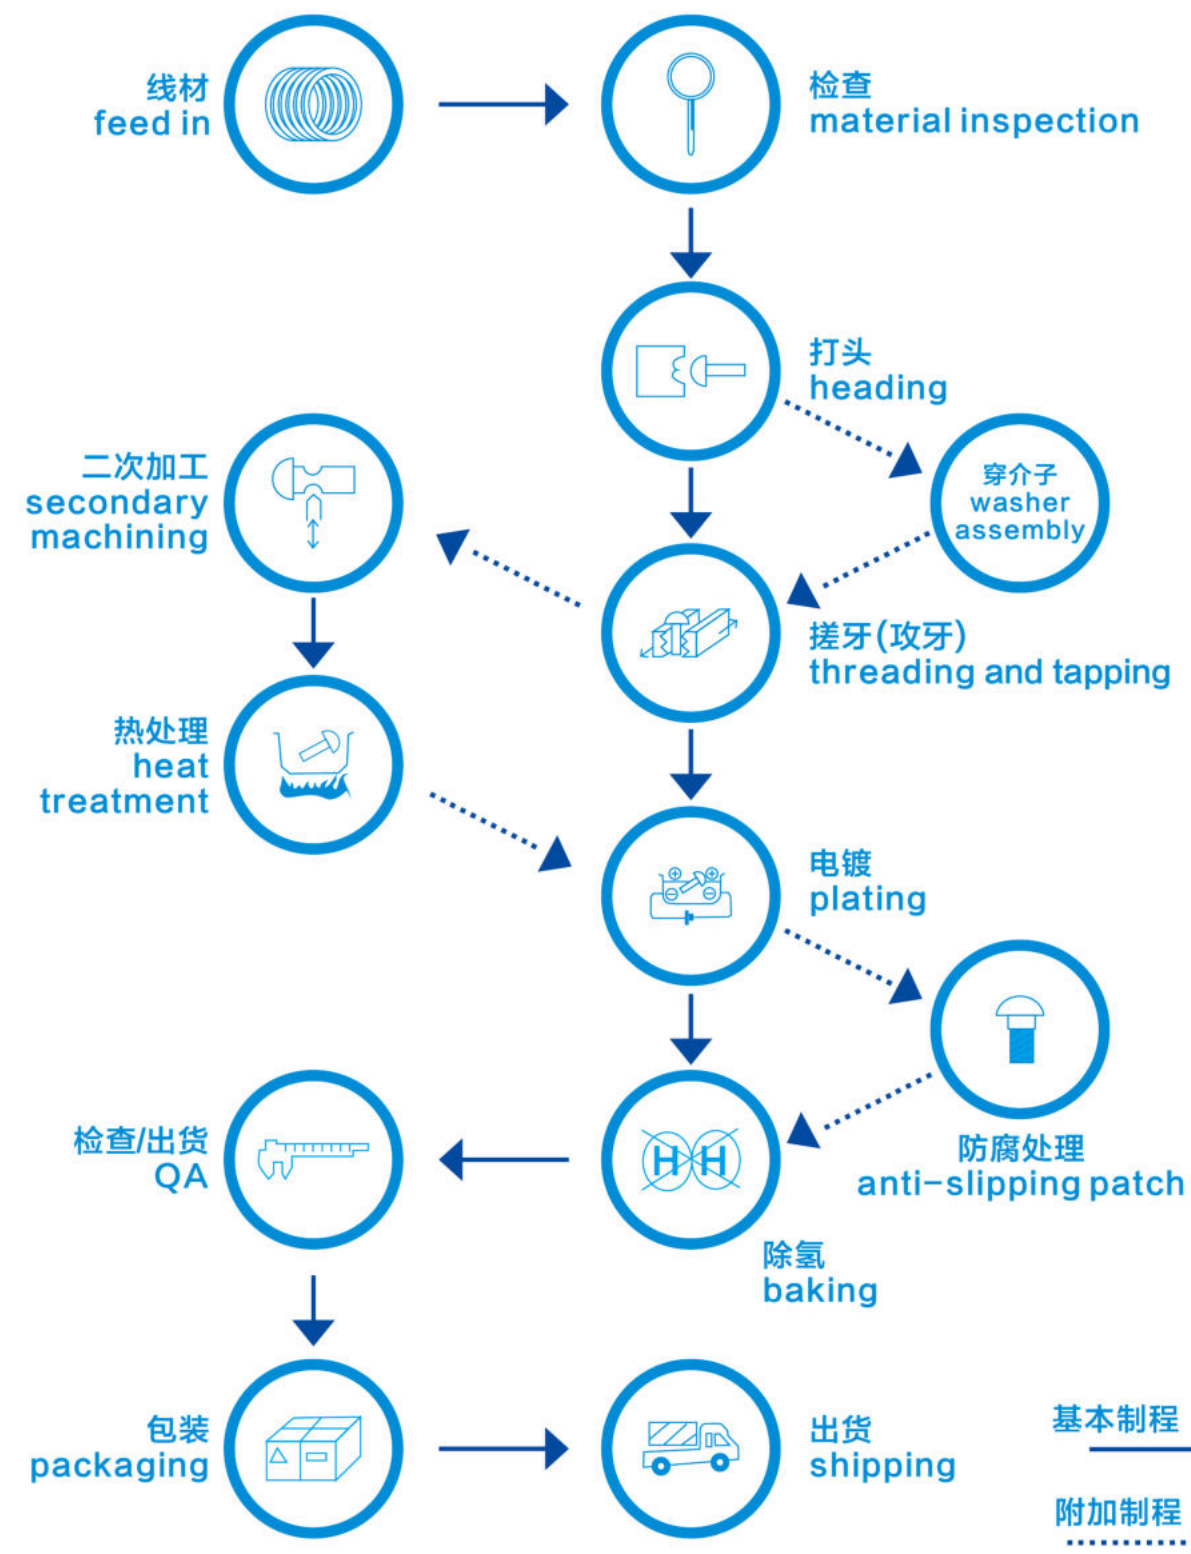 线材
feed in
检查
material inspection
打头
heading
穿介子
washer
assembly
二次加工
secondary
machining
搓牙(攻牙)
threading and tapping
热处理
heat
treatment
电镀
plating
防腐处理
anti-slipping patch
检查/出货
QA
H H
除氢
baking
包装
packaging
出货
shipping
基本制程
附加制程